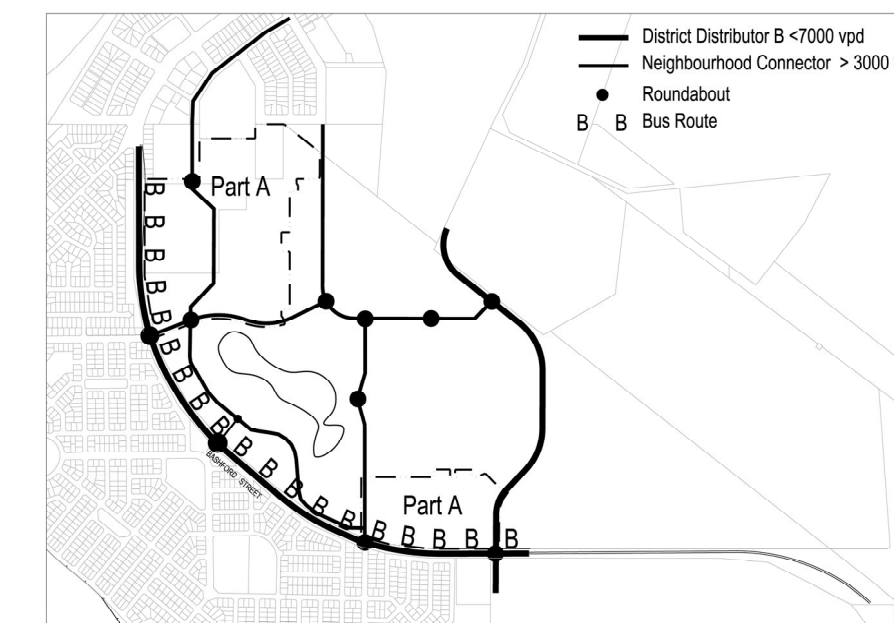 District Distributor B <7000 vpd
Neighbourhood Connector > 3000
Roundabout
B B Bus Route
Part A
B
B
B
B
B
B
B
B
B
B
B
B
B
B
BASHFORD STREET
Part A
B B B B B